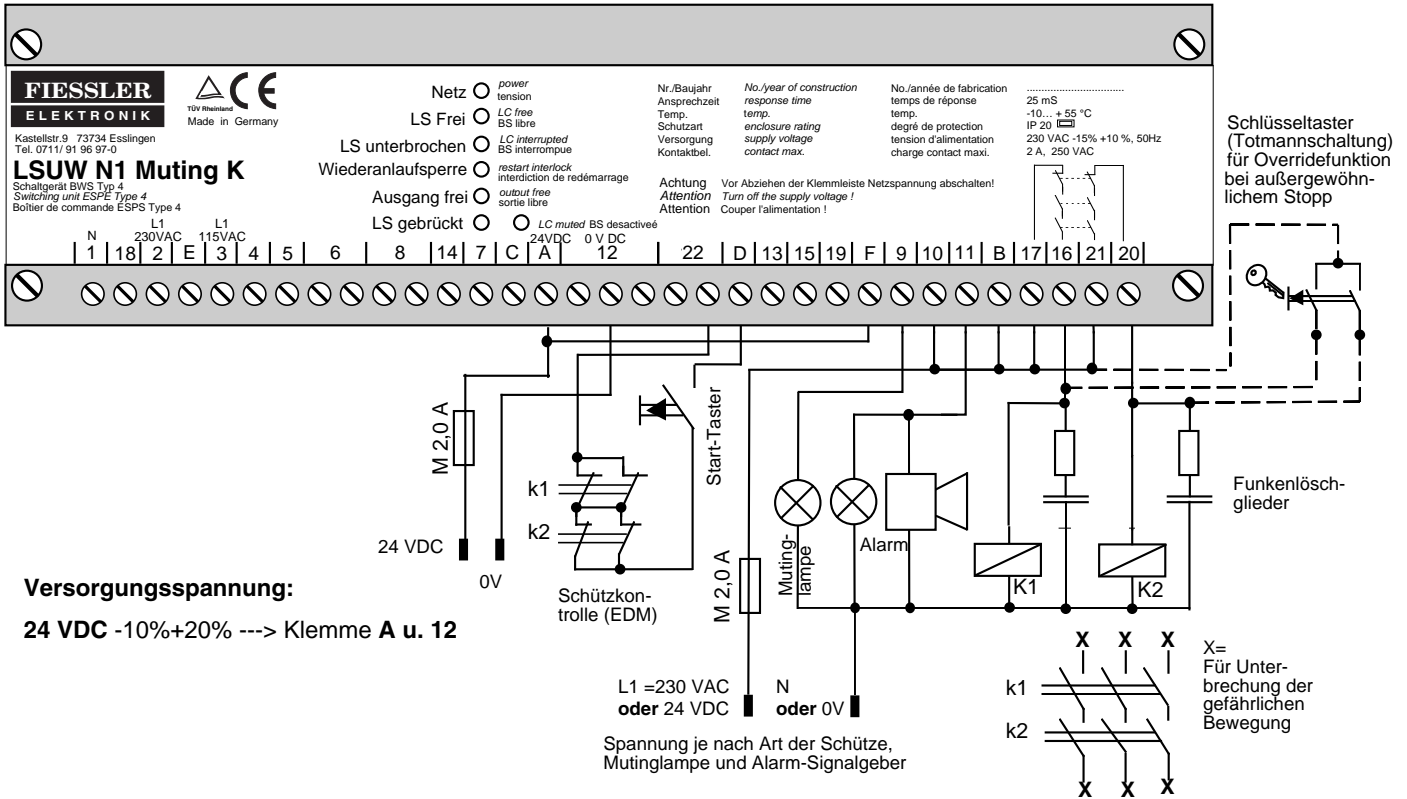 FIESSLER
ELEKTRONIK
TÜV Rheinland
Made in Germany
Kastellstr.9 73734 Esslingen
Tel. 0711/ 91 96 97-0
LSUW N1 Muting K
Schaltgerät BWS Typ 4
Switching unit ESPE Type 4
Boîtier de commande ESPS Type 4
Netz power tension
LS Frei LC free BS libre
LS unterbrochen LC interrupted BS interrompue
Wiederanlaufsperre restart interlock interdiction de redémarrage
Ausgang frei output free sortie libre
LS gebrückt LC muted BS desactiveé
Nr./Baujahr No./year of construction No./année de fabrication ................................
Ansprechzeit response time temps de réponse 25 mS
Temp. temp. temp. -10... + 55 °C
Schutzart enclosure rating degré de protection IP 20
Versorgung supply voltage tension d'alimentation 230 VAC -15% +10 %, 50Hz
Kontaktbel. contact max. charge contact maxi. 2 A, 250 VAC
Achtung Vor Abziehen der Klemmleiste Netzspannung abschalten!
Attention Turn off the supply voltage !
Attention Couper l'alimentation !
N L1 230VAC L1 115VAC 24VDC 0 V DC
1 18 2 E 3 4 5 6 8 14 7 C A 12 22 D 13 15 19 F 9 10 11 B 17 16 21 20
Schlüsseltaster
(Totmannschaltung)
für Overridefunktion
bei außergewöhn-
lichem Stopp
M 2,0 A
24 VDC
0V
k1
k2
Schützkon-
trolle (EDM)
Start-Taster
M 2,0 A
Muting-
lampe
Alarm
K1
K2
Funkenlösch-
glieder
Versorgungsspannung:
24 VDC -10%+20% ---> Klemme A u. 12
L1 =230 VAC
oder 24 VDC
N
oder 0V
Spannung je nach Art der Schütze,
Mutinglampe und Alarm-Signalgeber
X X X
k1
k2
X X X
X=
Für Unter-
brechung der
gefährlichen
Bewegung